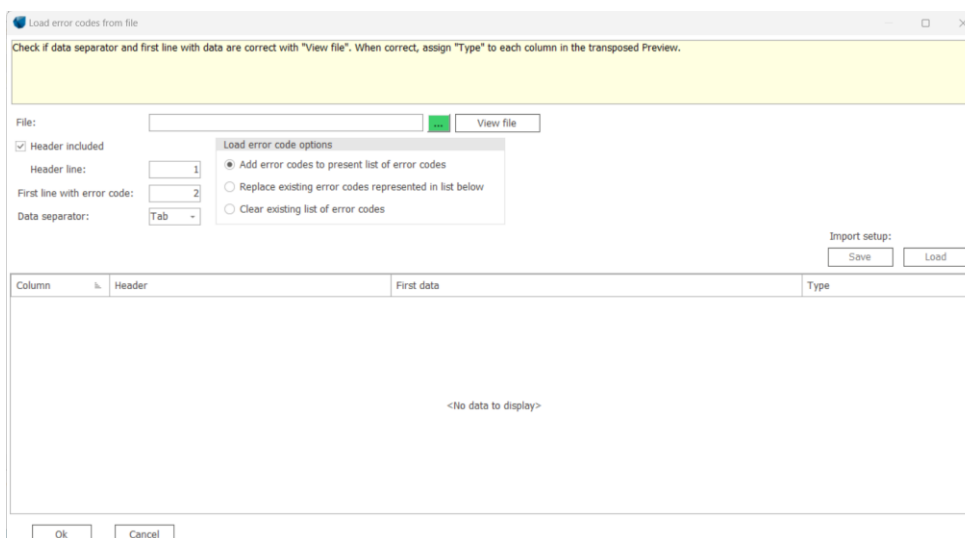 Load error codes from file
Check if data separator and first line with data are correct with "View file". When correct, assign "Type" to each column in the transposed Preview.
File:
... View file
Header included
Load error code options
Header line: 1
Add error codes to present list of error codes
First line with error code: 2
Replace existing error codes represented in list below
Data separator: Tab
Clear existing list of error codes
Import setup:
Save Load
Column Header First data Type
<No data to display>
Ok Cancel